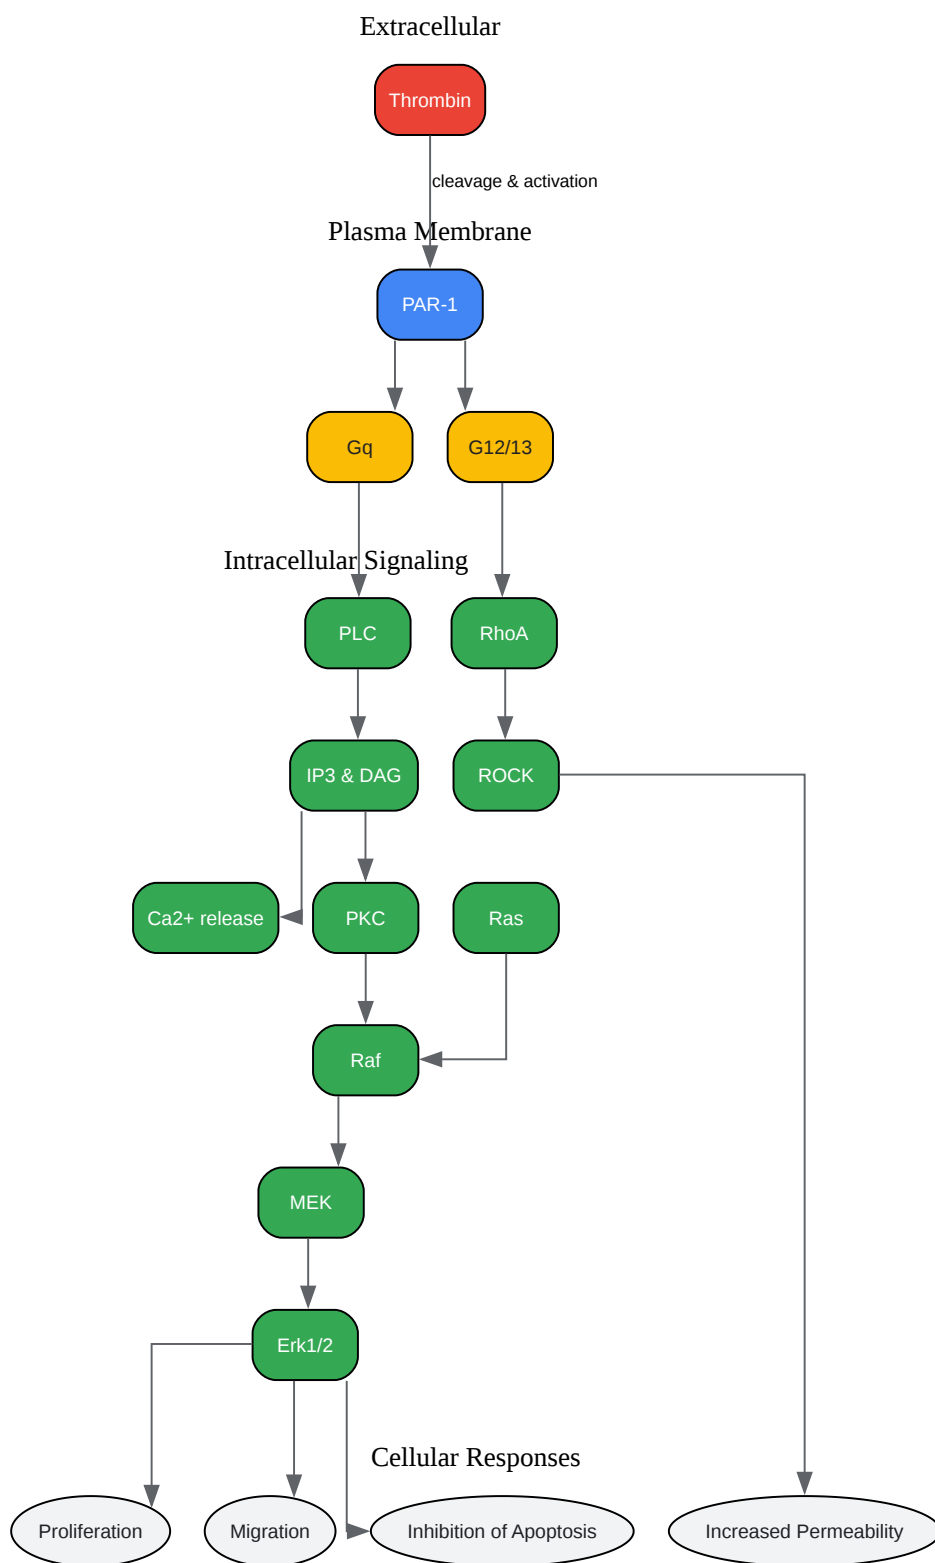 Extracellular
Thrombin
cleavage & activation
Plasma Membrane
PAR-1
Gq
G12/13
Intracellular Signaling
PLC
RhoA
IP3 & DAG
ROCK
Ca2+ release
PKC
Ras
Raf
MEK
Erk1/2
Cellular Responses
Proliferation
Migration
Inhibition of Apoptosis
Increased Permeability